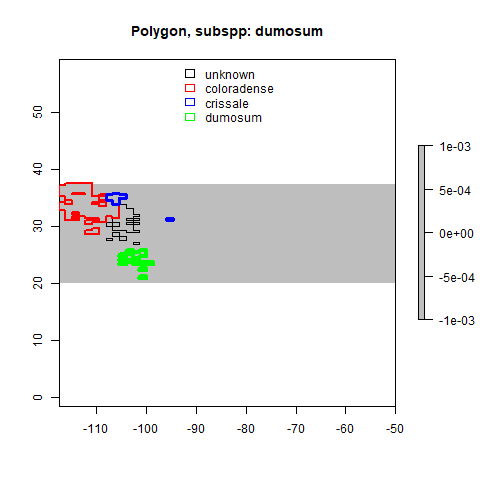 Polygon, subspp: dumosum
unknown
coloradense
crissale
dumosum
50
40
30
20
10
0
-110
-100
-90
-80
-70
-60
-50
1e-03
5e-04
0e+00
-5e-04
-1e-03